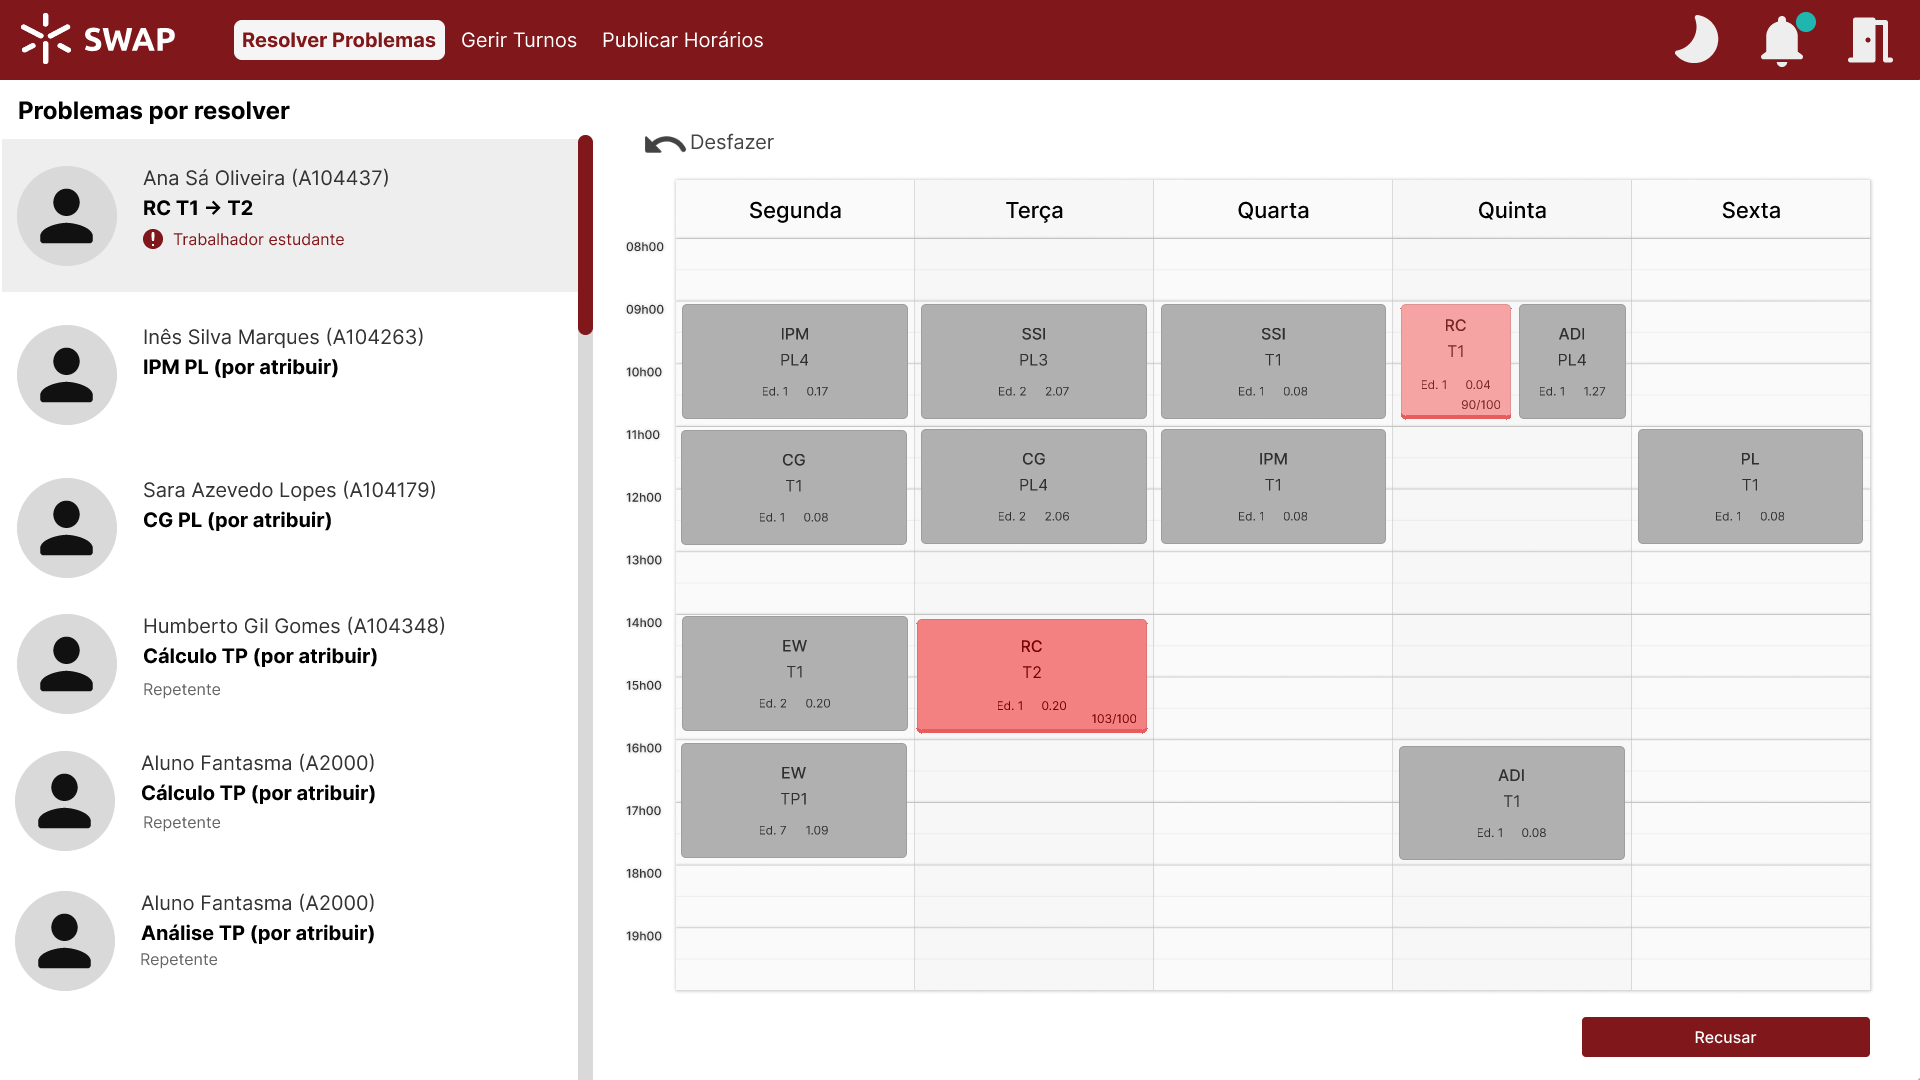 SWAP
Resolver Problemas
Gerir Turnos
Publicar Horários
Problemas por resolver
Ana Sá Oliveira (A104437)
RC T1 → T2
Trabalhador estudante
Inês Silva Marques (A104263)
IPM PL (por atribuir)
Sara Azevedo Lopes (A104179)
CG PL (por atribuir)
Humberto Gil Gomes (A104348)
Cálculo TP (por atribuir)
Repetente
Aluno Fantasma (A2000)
Cálculo TP (por atribuir)
Repetente
Aluno Fantasma (A2000)
Análise TP (por atribuir)
Repetente
Desfazer
Segunda
Terça
Quarta
Quinta
Sexta
08h00
09h00
10h00
11h00
12h00
13h00
14h00
15h00
16h00
17h00
18h00
19h00
IPM
PL4
Ed. 1 0.17
CG
T1
Ed. 1 0.08
EW
T1
Ed. 2 0.20
EW
TP1
Ed. 7 1.09
SSI
PL3
Ed. 2 2.07
CG
PL4
Ed. 2 2.06
RC
T2
Ed. 1 0.20
103/100
SSI
T1
Ed. 1 0.08
IPM
T1
Ed. 1 0.08
RC
T1
Ed. 1 0.04
90/100
ADI
PL4
Ed. 1 1.27
ADI
T1
Ed. 1 0.08
PL
T1
Ed. 1 0.08
Recusar